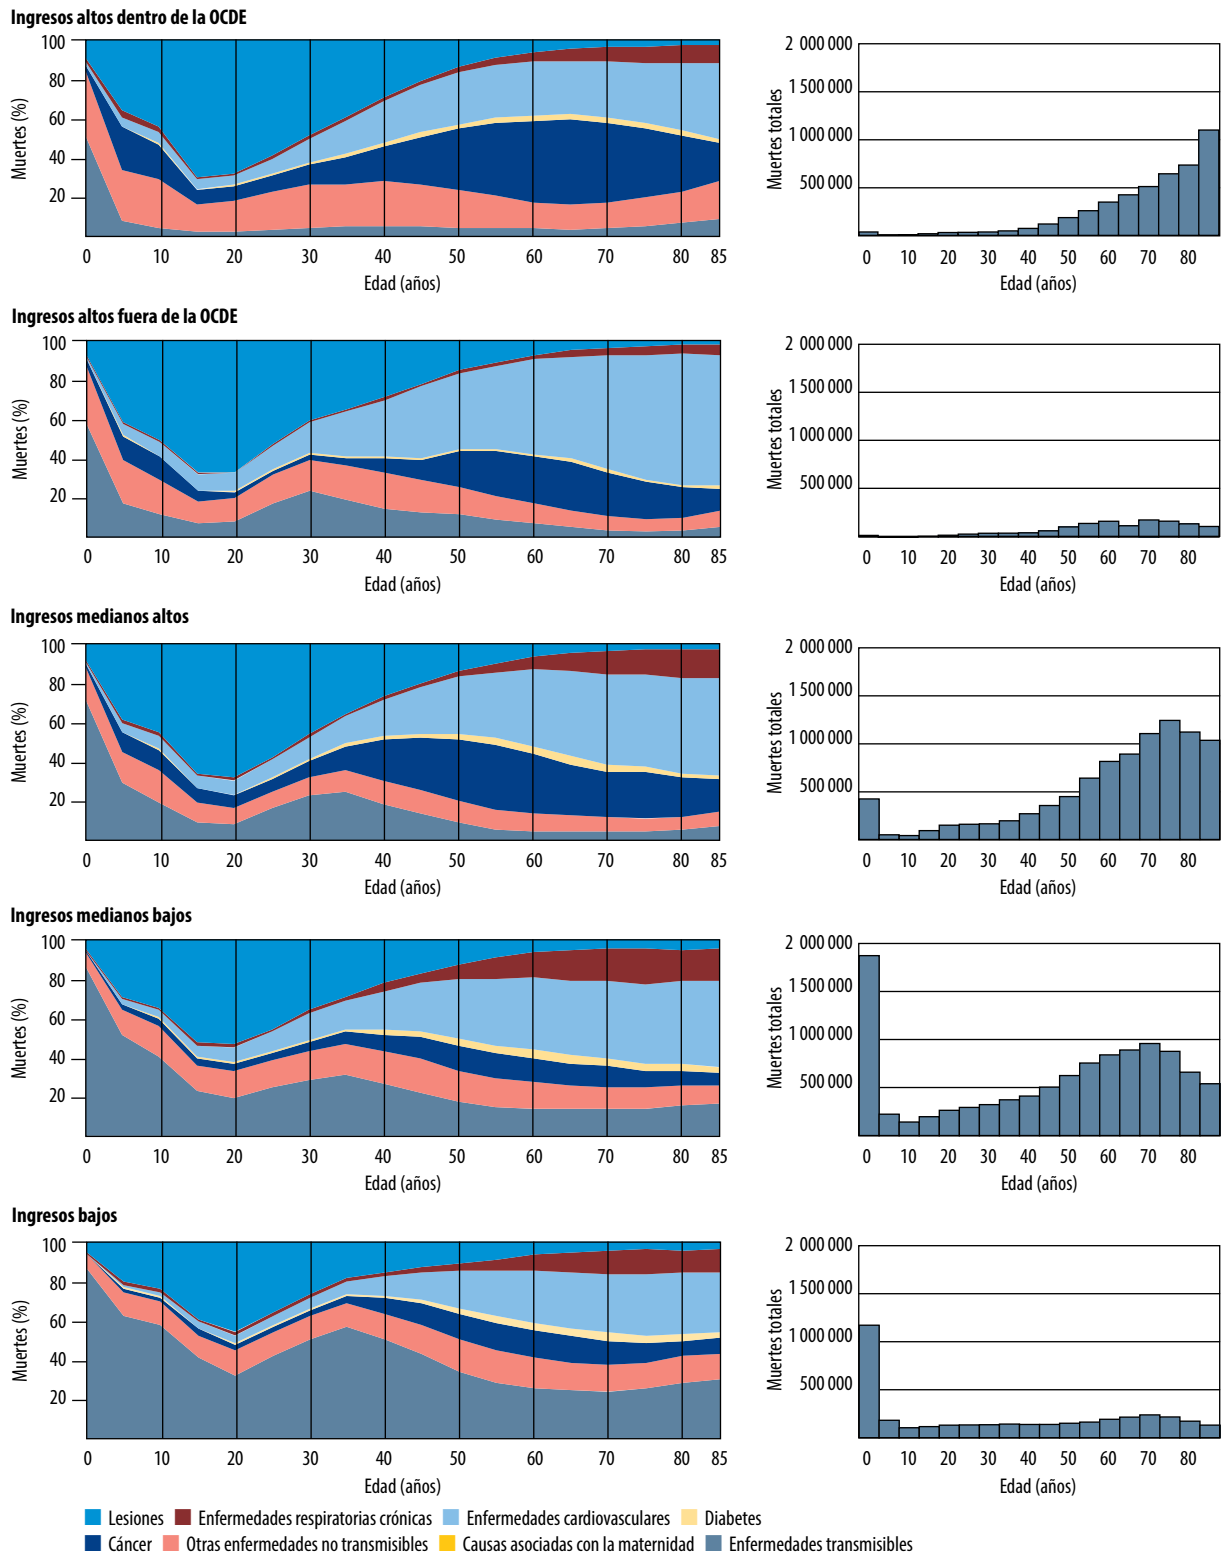 Ingresos altos dentro de la OCDE
Muertes (%)
100
80
60
40
20
0 10 20 30 40 50 60 70 80 85
Edad (años)
Muertes totales
2 000 000
1 500 000
1 000 000
500 000
0 10 20 30 40 50 60 70 80
Edad (años)
Ingresos altos fuera de la OCDE
Muertes (%)
100
80
60
40
20
0 10 20 30 40 50 60 70 80 85
Edad (años)
Muertes totales
2 000 000
1 500 000
1 000 000
500 000
0 10 20 30 40 50 60 70 80
Edad (años)
Ingresos medianos altos
Muertes (%)
100
80
60
40
20
0 10 20 30 40 50 60 70 80 85
Edad (años)
Muertes totales
2 000 000
1 500 000
1 000 000
500 000
0 10 20 30 40 50 60 70 80
Edad (años)
Ingresos medianos bajos
Muertes (%)
100
80
60
40
20
0 10 20 30 40 50 60 70 80 85
Edad (años)
Muertes totales
2 000 000
1 500 000
1 000 000
500 000
0 10 20 30 40 50 60 70 80
Edad (años)
Ingresos bajos
Muertes (%)
100
80
60
40
20
0 10 20 30 40 50 60 70 80 85
Edad (años)
Muertes totales
2 000 000
1 500 000
1 000 000
500 000
0 10 20 30 40 50 60 70 80
Edad (años)
Lesiones Enfermedades respiratorias crónicas Enfermedades cardiovasculares Diabetes
Cáncer Otras enfermedades no transmisibles Causas asociadas con la maternidad Enfermedades transmisibles